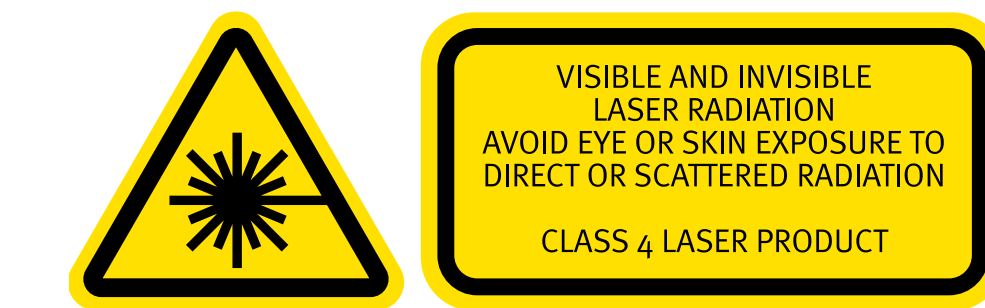 VISIBLE AND INVISIBLE
LASER RADIATION
AVOID EYE OR SKIN EXPOSURE TO
DIRECT OR SCATTERED RADIATION
CLASS 4 LASER PRODUCT